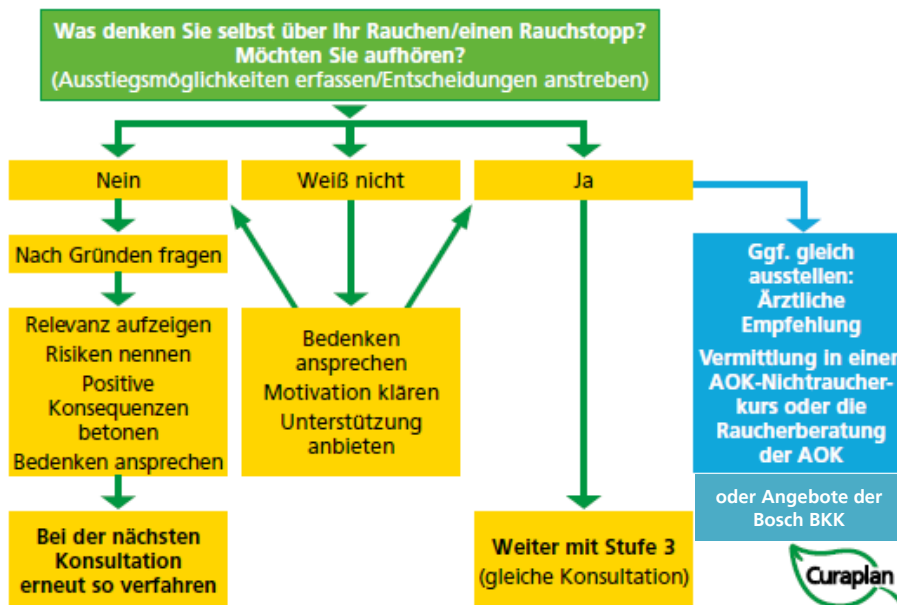 Was denken Sie selbst über Ihr Rauchen/einen Rauchstopp?
Möchten Sie aufhören?
(Ausstiegsmöglichkeiten erfassen/Entscheidungen anstreben)
Nein
Weiß nicht
Ja
Nach Gründen fragen
Relevanz aufzeigen
Risiken nennen
Positive
Konsequenzen
betonen
Bedenken ansprechen
Bei der nächsten
Konsultation
erneut so verfahren
Bedenken
ansprechen
Motivation klären
Unterstützung
anbieten
Weiter mit Stufe 3
(gleiche Konsultation)
Ggf. gleich
ausstellen:
Ärztliche
Empfehlung
Vermittlung in einen
AOK-Nichtraucher-
kurs oder die
Raucherberatung
der AOK
oder Angebote der
Bosch BKK
Curaplan